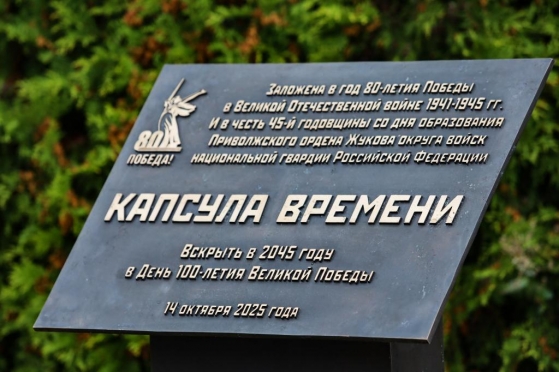 Заложена в год 80-летия Победы
в Великой Отечественной войне 1941-1945 гг.
И в честь 45-й годовщины со дня образования
Приволжского ордена Жукова округа войск
национальной гвардии Российской Федерации
80
ПОБЕДА!
КАПСУЛА ВРЕМЕНИ
Вскрыть в 2045 году
в День 100-летия Великой Победы
14 октября 2025 года